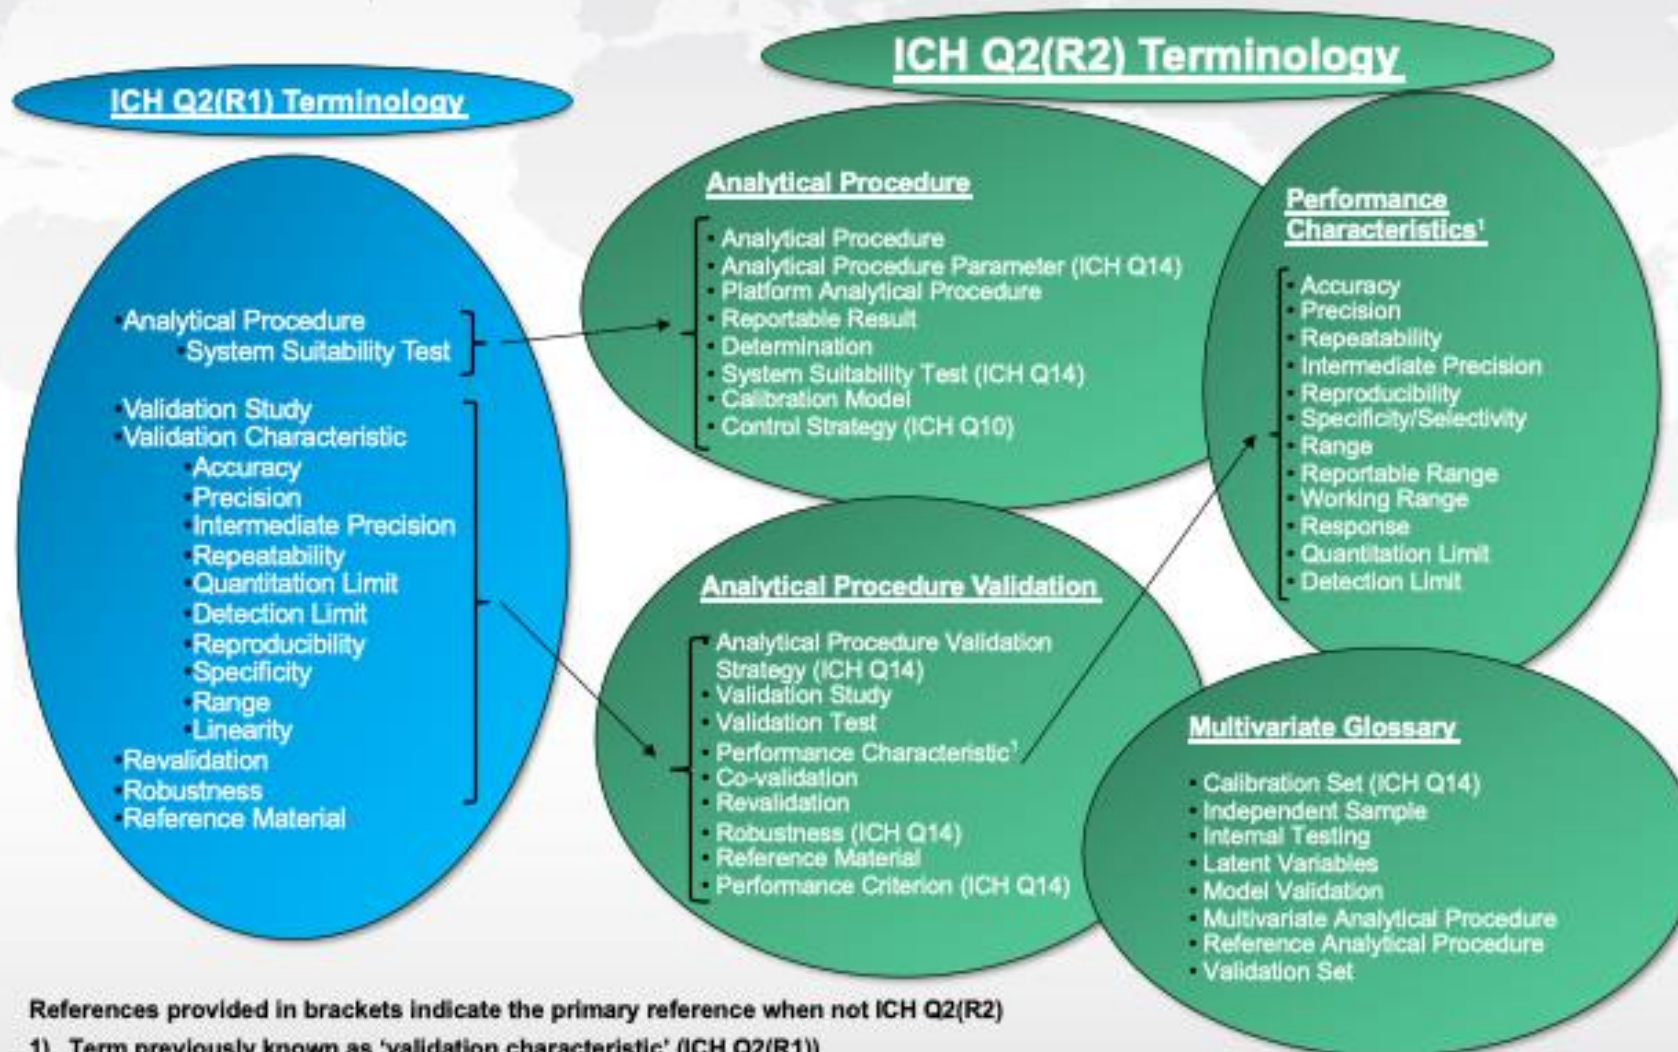 ICH Q2(R1) Terminology
•Analytical Procedure
•System Suitability Test
•Validation Study
•Validation Characteristic
•Accuracy
•Precision
•Intermediate Precision
•Repeatability
•Quantitation Limit
•Detection Limit
•Reproducibility
•Specificity
•Range
•Linearity
•Revalidation
•Robustness
•Reference Material
ICH Q2(R2) Terminology
Analytical Procedure
• Analytical Procedure
• Analytical Procedure Parameter (ICH Q14)
• Platform Analytical Procedure
• Reportable Result
• Determination
• System Suitability Test (ICH Q14)
• Calibration Model
• Control Strategy (ICH Q10)
Performance
Characteristics¹
• Accuracy
• Precision
• Repeatability
• Intermediate Precision
• Reproducibility
• Specificity/Selectivity
• Range
• Reportable Range
• Working Range
• Response
• Quantitation Limit
• Detection Limit
Analytical Procedure Validation
• Analytical Procedure Validation
Strategy (ICH Q14)
• Validation Study
• Validation Test
• Performance Characteristic¹
• Co-validation
• Revalidation
• Robustness (ICH Q14)
• Reference Material
• Performance Criterion (ICH Q14)
Multivariate Glossary
• Calibration Set (ICH Q14)
• Independent Sample
• Internal Testing
• Latent Variables
• Model Validation
• Multivariate Analytical Procedure
• Reference Analytical Procedure
• Validation Set
References provided in brackets indicate the primary reference when not ICH Q2(R2)
1) Term previously known as 'validation characteristic' (ICH Q2(R1))